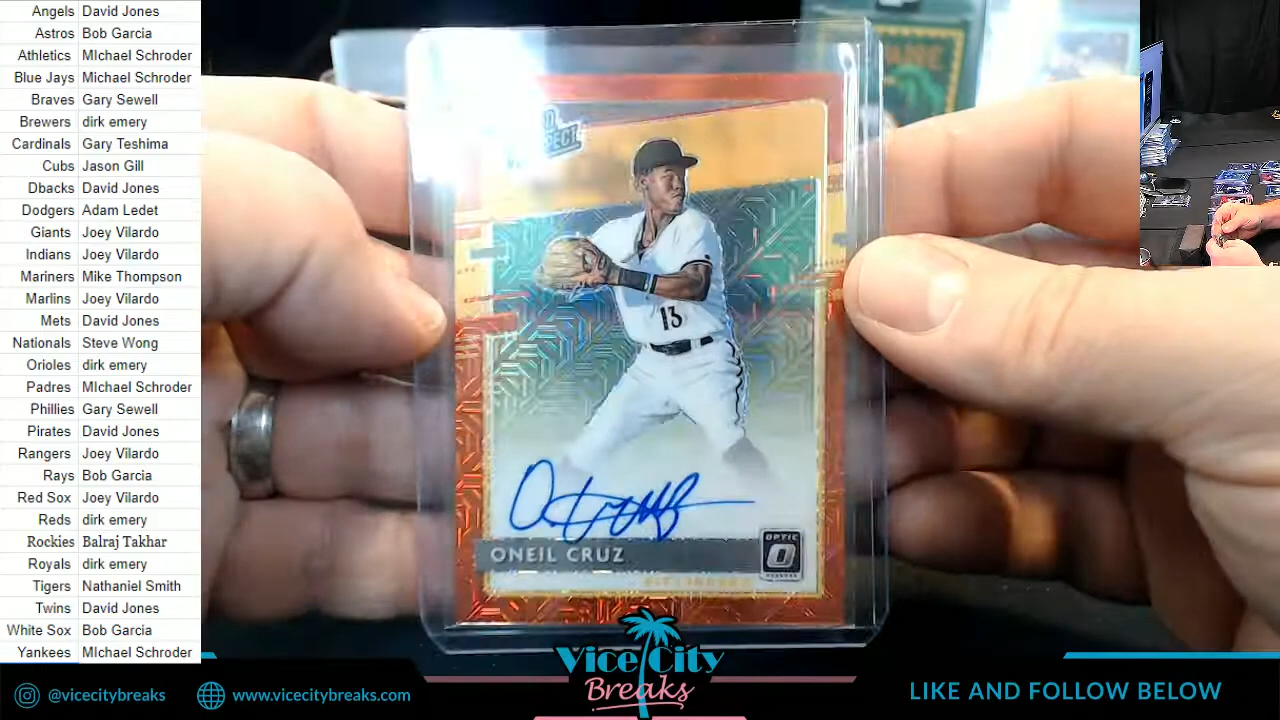 Angels David Jones
Astros Bob Garcia
Athletics MIchael Schroder
Blue Jays Michael Schroder
Braves Gary Sewell
Brewers dirk emery
Cardinals Gary Teshima
Cubs Jason Gill
Dbacks David Jones
Dodgers Adam Ledet
Giants Joey Vilardo
Indians Joey Vilardo
Mariners Mike Thompson
Marlins Joey Vilardo
Mets David Jones
Nationals Steve Wong
Orioles dirk emery
Padres MIchael Schroder
Phillies Gary Sewell
Pirates David Jones
Rangers Joey Vilardo
Rays Bob Garcia
Red Sox Joey Vilardo
Reds dirk emery
Rockies Balraj Takhar
Royals dirk emery
Tigers Nathaniel Smith
Twins David Jones
White Sox Bob Garcia
Yankees MIchael Schroder
13
ONEIL CRUZ
OPTIC
PITTSBURGH
Vice City
Breaks
@vicecitybreaks
www.vicecitybreaks.com
LIKE AND FOLLOW BELOW